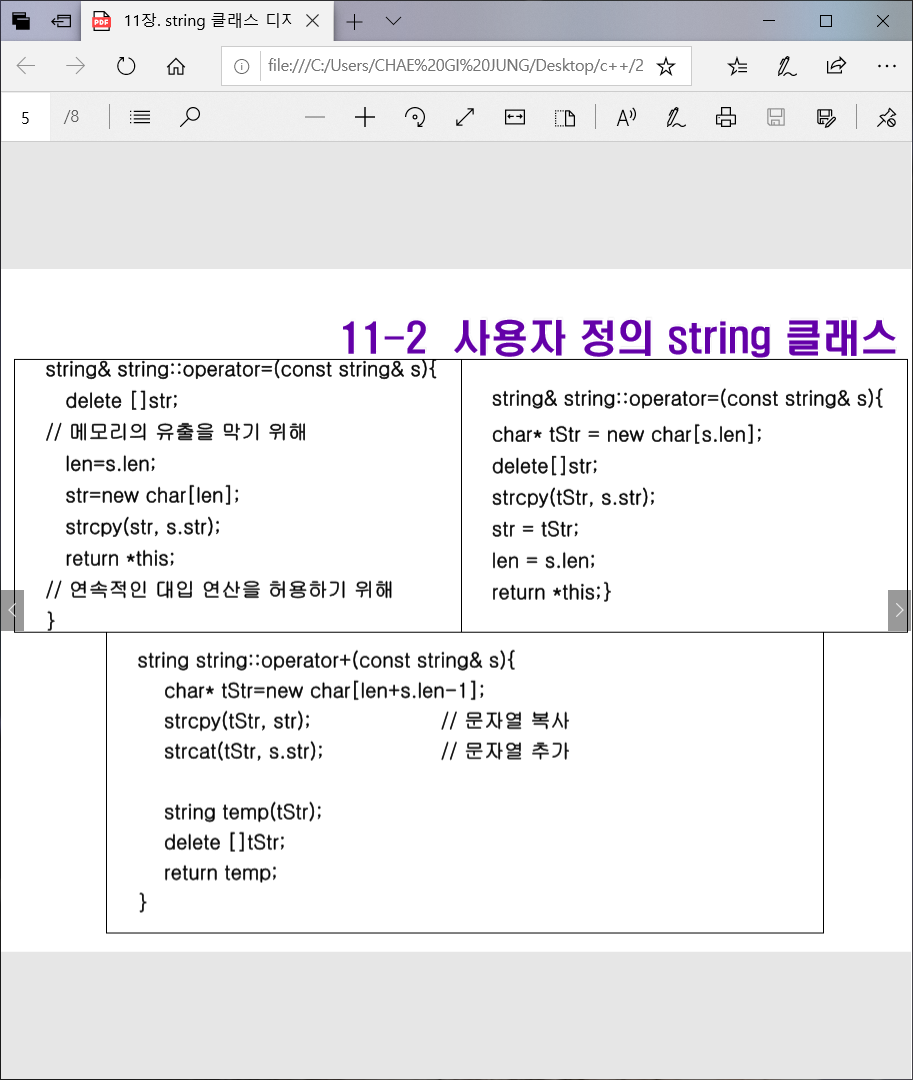 PDF 11장. string 클래스 디지
file:///C:/Users/CHAE%20GI%20JUNG/Desktop/c++/2
5 /8
11-2 사용자 정의 string 클래스
string& string::operator=(const string& s){
delete []str;
// 메모리의 유출을 막기 위해
len=s.len;
str=new char[len];
strcpy(str, s.str);
return *this;
// 연속적인 대입 연산을 허용하기 위해
}
string& string::operator=(const string& s){
char* tStr = new char[s.len];
delete[]str;
strcpy(tStr, s.str);
str = tStr;
len = s.len;
return *this;}
string string::operator+(const string& s){
char* tStr=new char[len+s.len-1];
strcpy(tStr, str); // 문자열 복사
strcat(tStr, s.str); // 문자열 추가
string temp(tStr);
delete []tStr;
return temp;
}